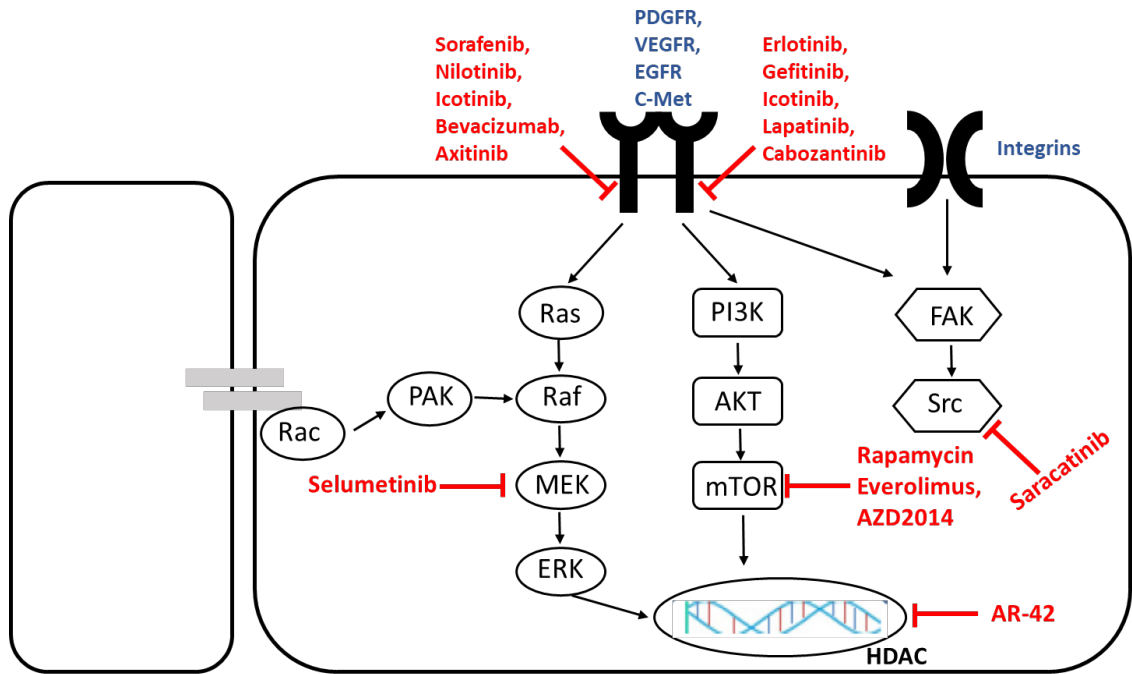 PDGFR,
VEGFR,
EGFR
C-Met
Sorafenib,
Nilotinib,
Icotinib,
Bevacizumab,
Axitinib
Erlotinib,
Gefitinib,
Icotinib,
Lapatinib,
Cabozantinib
Integrins
Ras
PI3K
FAK
PAK
Raf
AKT
Src
Rac
Selumetinib
MEK
mTOR
Rapamycin
Everolimus,
AZD2014
Saracatinib
ERK
AR-42
HDAC